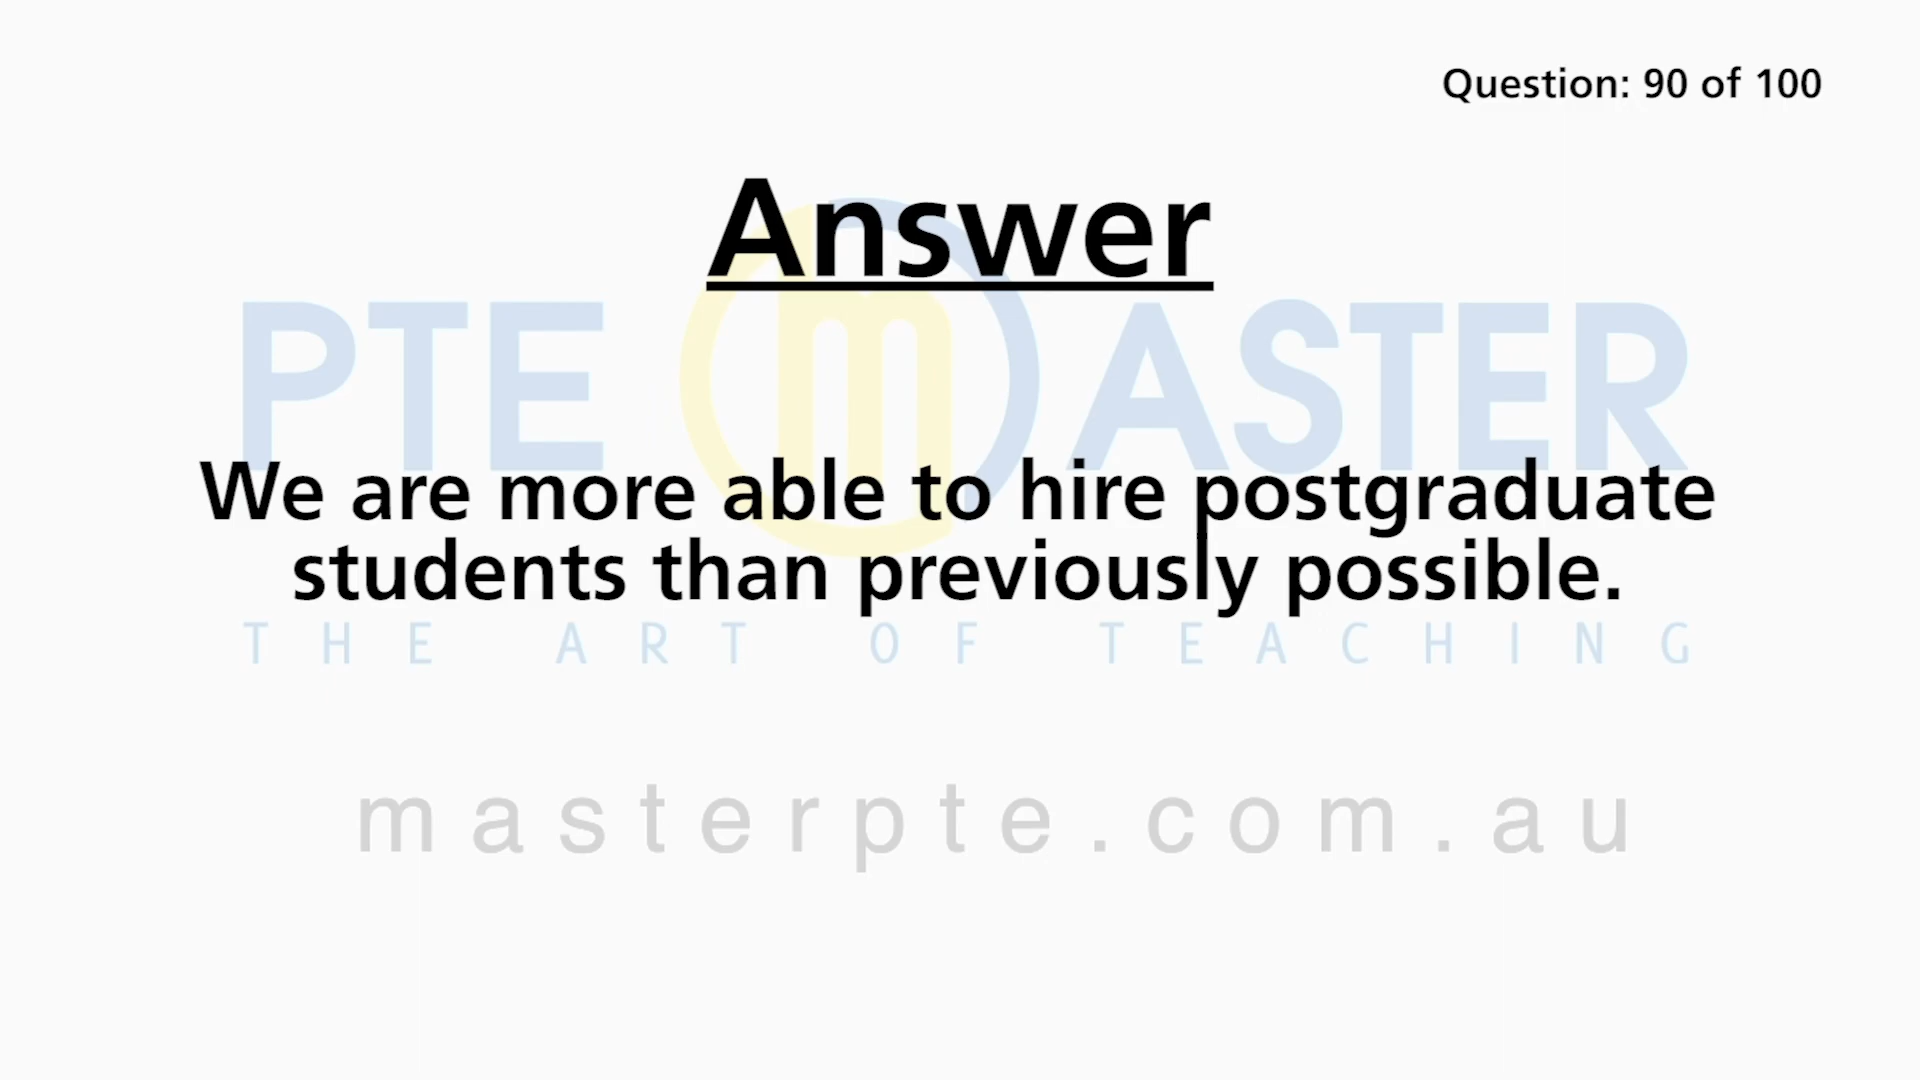 Question: 90 of 100
Answer
PTE mASTER
We are more able to hire postgraduate
students than previously possible.
THE ART OF TEACHING
masterpte.com.au